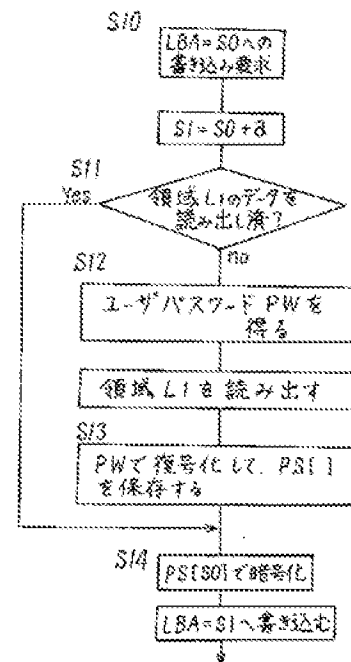 S10
LBA=S0への
書き込み要求
S1=S0+a
S11
Yes
領域L1のデータを
読み出し済?
no
S12
ユーザパスワード PWを
得る
領域L1を読み出す
S13
PWで復号化して、PS[ ]
を保存する
S14
PS[S0]で暗号化
LBA=S1へ書き込む